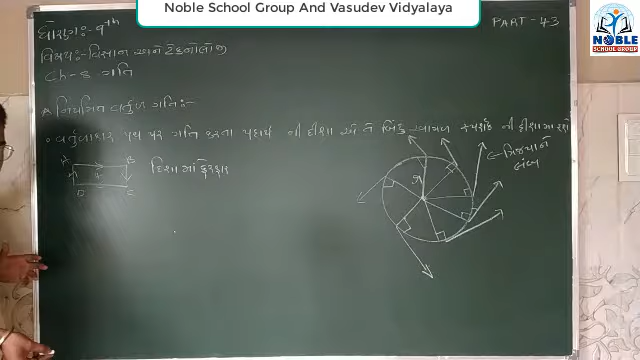 Noble School Group And Vasudev Vidyalaya
PART-43
NOBLE
SCHOOL GROUP
ધોરણ:- 9th
વિષય:- વિજ્ઞાન અને ટેકનોલોજી
Ch-8 ગતિ
* નિયમિત વર્તુળ ગતિ:-
વર્તુળાકાર પથ પર ગતિ કરતા પદાર્થ ની દીશા એ તે બિંદુ આગળ સ્પર્શક ની દીશામાં
A B
દિશામાં ફેરફાર
D C
ત્રિજ્યાને
લંબ